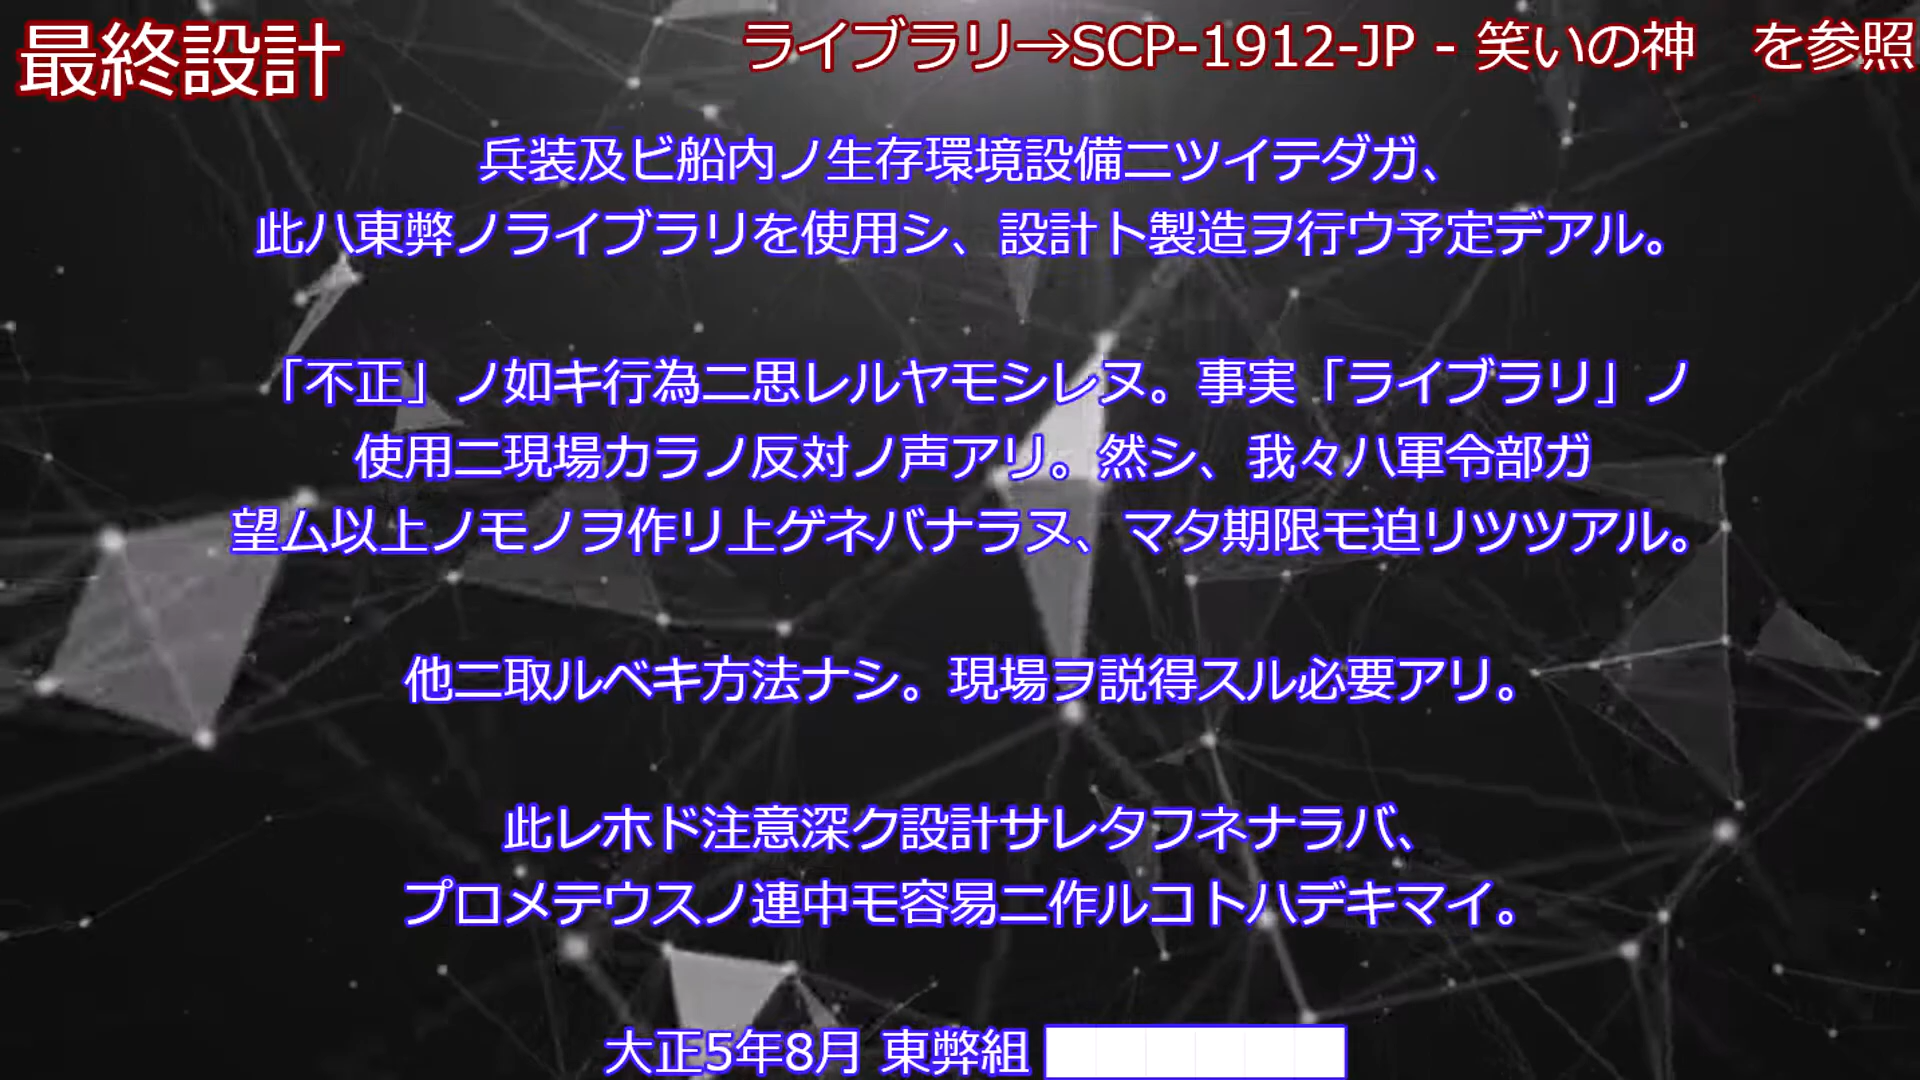 最終設計
ライブラリ→SCP-1912-JP - 笑いの神　を参照
兵装及ビ船内ノ生存環境設備ニツイテダガ、
此ハ東弊ノライブラリを使用シ、設計ト製造ヲ行ウ予定デアル。
「不正」ノ如キ行為ニ思レルヤモシレヌ。事実「ライブラリ」ノ
使用ニ現場カラノ反対ノ声アリ。然シ、我々ハ軍令部ガ
望ム以上ノモノヲ作リ上ゲネバナラヌ、マタ期限モ迫リツツアル。
他ニ取ルベキ方法ナシ。現場ヲ説得スル必要アリ。
此レホド注意深ク設計サレタフネナラバ、
プロメテウスノ連中モ容易ニ作ルコトハデキマイ。
大正5年8月 東弊組 ██████